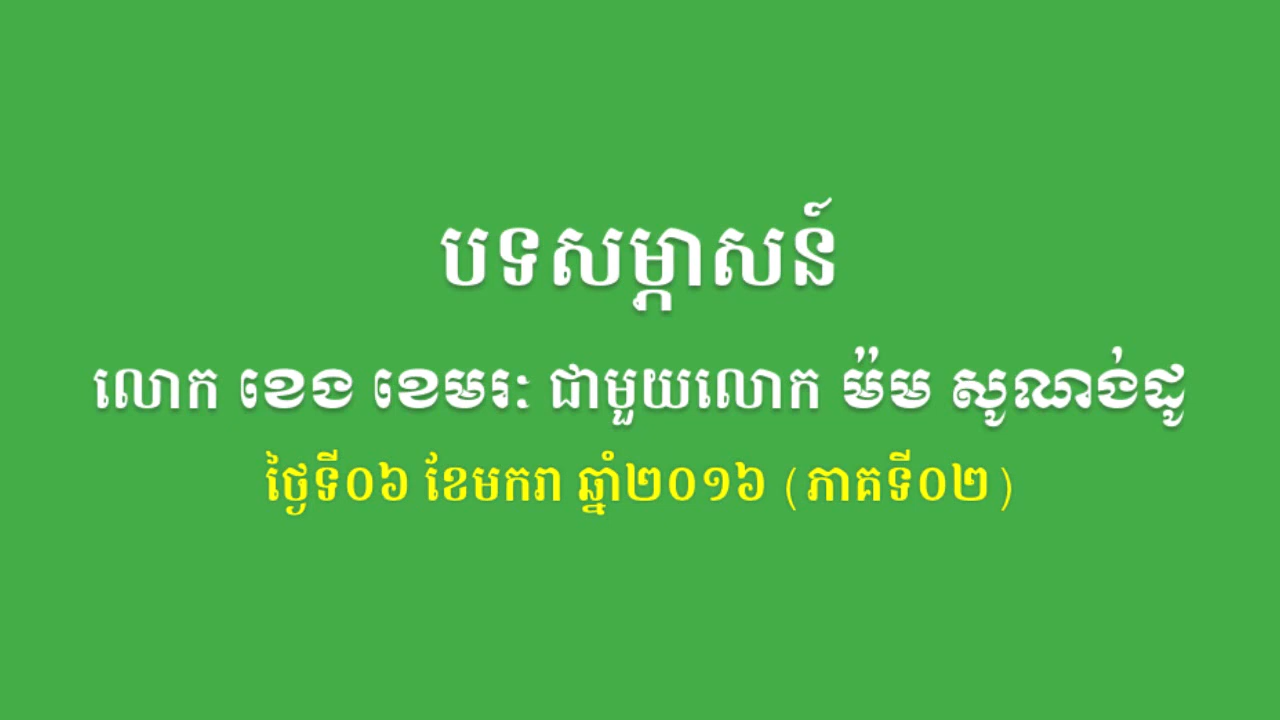 បទសម្ភាសន៍
លោក ខេង ខេមរៈ ជាមួយលោក ម៉ម សូណង់ដូ
ថ្ងៃទី០៦ ខែមករា ឆ្នាំ២០១៦ (ភាគទី០២)